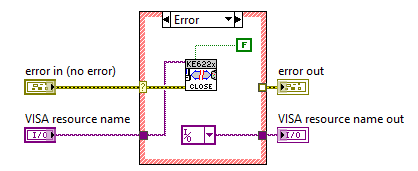 Error
KE622x
F
error in (no error)
?
CLOSE
error out
VISA resource name
I/O
I/O
VISA resource name out
I/O